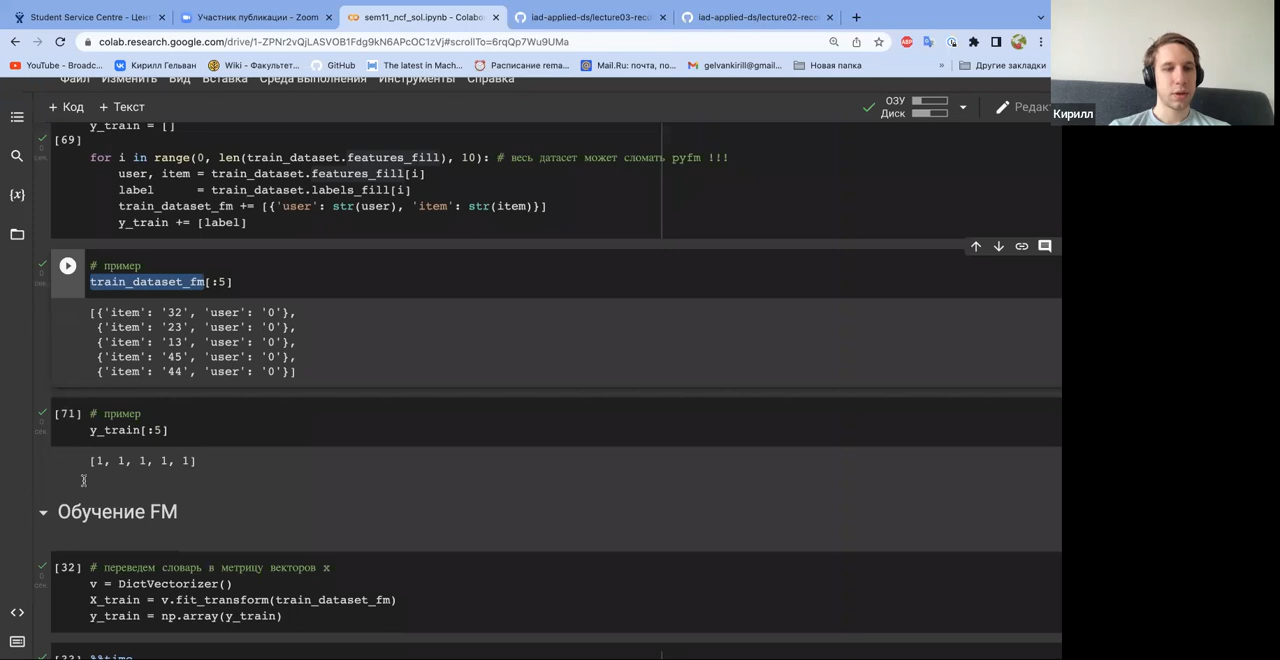 Student Service Centre - Цен
Участник публикации - Zoom
sem11_ncf_sol.ipynb - Colabo
iad-applied-ds/lecture03-reco
iad-applied-ds/lecture02-reco
colab.research.google.com/drive/1-ZPNr2vQjLASVOB1Fdg9kN6APcOC1zVj#scrollTo=6rqQp7Wu9UMa
YouTube - Broadc...
Кирилл Гельван
Wiki - Факультет...
GitHub
The latest in Mach...
Расписание rema...
Mail.Ru: почта, по...
gelvankirill@gmail...
Новая папка
»
Другие закладки
Файл Изменить Вид Вставка Среда выполнения Инструменты Справка
+ Код + Текст
ОЗУ
Диск
Редак
Кирилл
y_train = []
[69]
for i in range(0, len(train_dataset.features_fill), 10): # весь датасет может сломать pyfm !!!
user, item = train_dataset.features_fill[i]
label = train_dataset.labels_fill[i]
train_dataset_fm += [{'user': str(user), 'item': str(item)}]
y_train += [label]
# пример
train_dataset_fm[:5]
[{'item': '32', 'user': '0'},
{'item': '23', 'user': '0'},
{'item': '13', 'user': '0'},
{'item': '45', 'user': '0'},
{'item': '44', 'user': '0'}]
[71] # пример
y_train[:5]
[1, 1, 1, 1, 1]
Обучение FM
[32] # переведем словарь в метрицу векторов x
v = DictVectorizer()
X_train = v.fit_transform(train_dataset_fm)
y_train = np.array(y_train)
[33] %%time